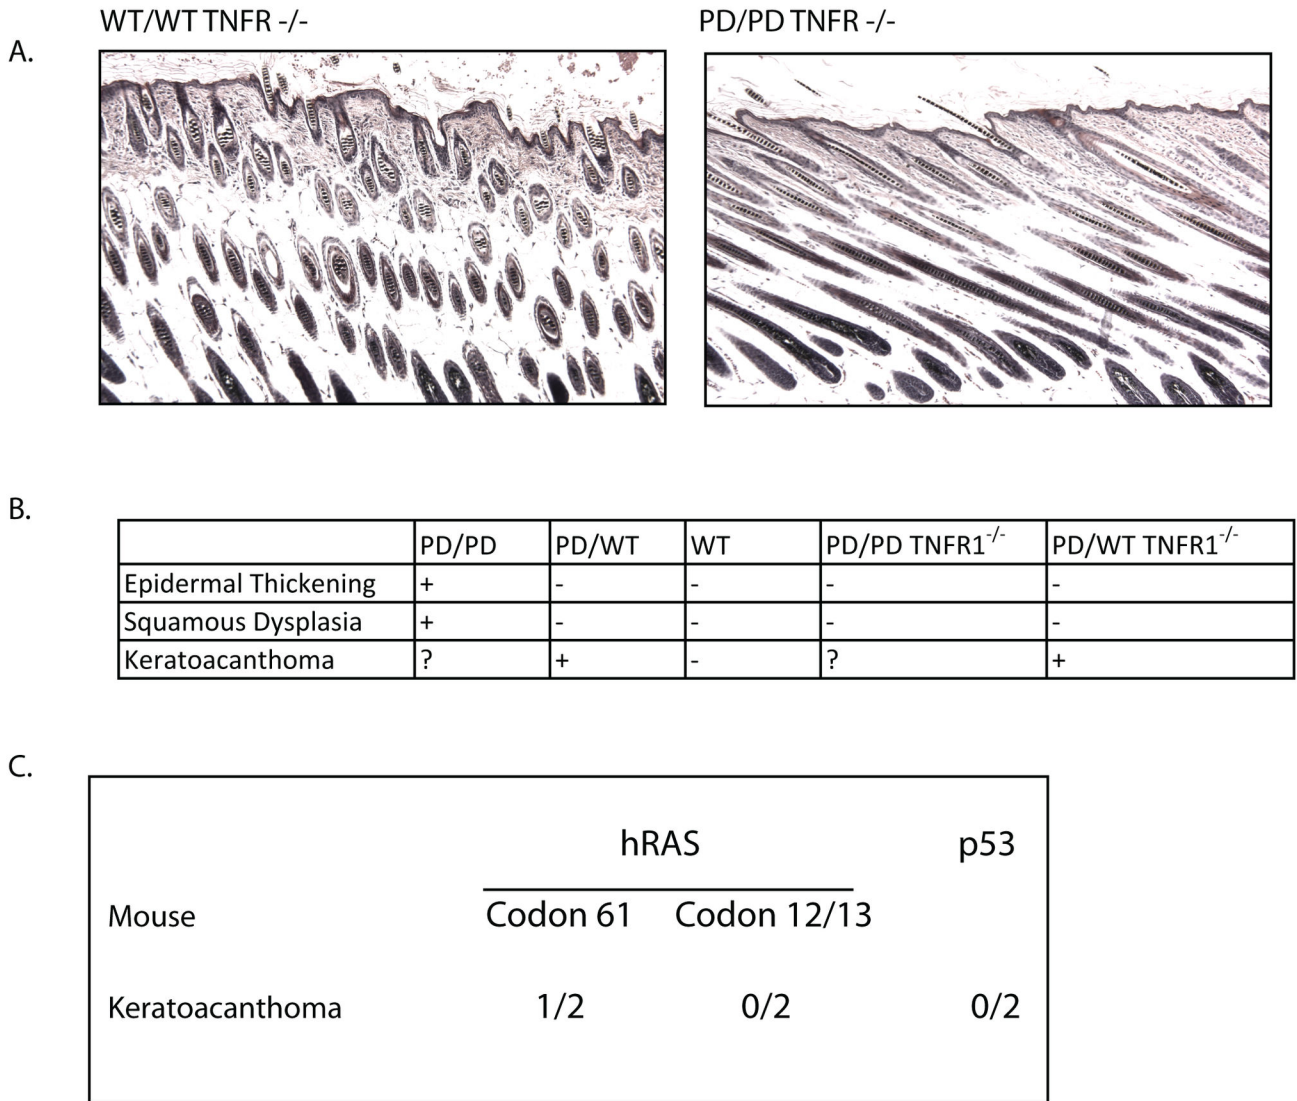 WT/WT TNFR -/-
PD/PD TNFR -/-
A.
B.
PD/PD PD/WT WT PD/PD TNFR1-/- PD/WT TNFR1-/-
Epidermal Thickening + - - - -
Squamous Dysplasia + - - - -
Keratoacanthoma ? + - ? +
C.
hRAS p53
Mouse Codon 61 Codon 12/13
Keratoacanthoma 1/2 0/2 0/2